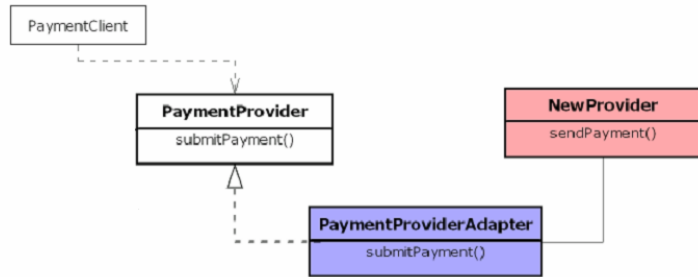 PaymentClient
PaymentProvider
submitPayment()
NewProvider
sendPayment()
PaymentProviderAdapter
submitPayment()